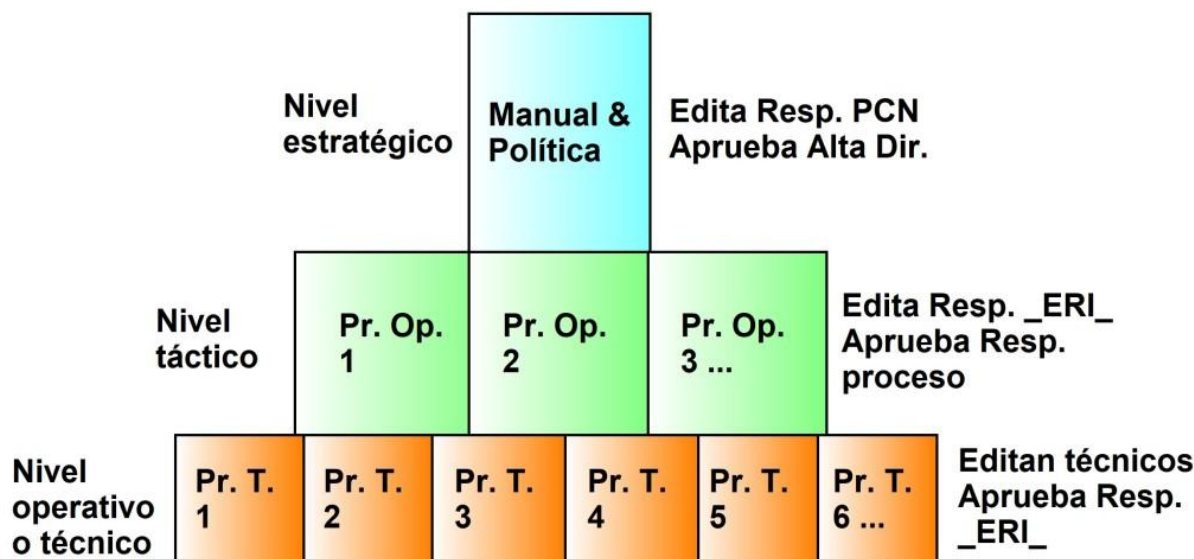 Nivel
estratégico
Manual &
Política
Edita Resp. PCN
Aprueba Alta Dir.
Nivel
táctico
Pr. Op.
1
Pr. Op.
2
Pr. Op.
3 ...
Edita Resp. _ERI_
Aprueba Resp.
proceso
Nivel
operativo
o técnico
Pr. T.
1
Pr. T.
2
Pr. T.
3
Pr. T.
4
Pr. T.
5
Pr. T.
6 ...
Editan técnicos
Aprueba Resp.
_ERI_